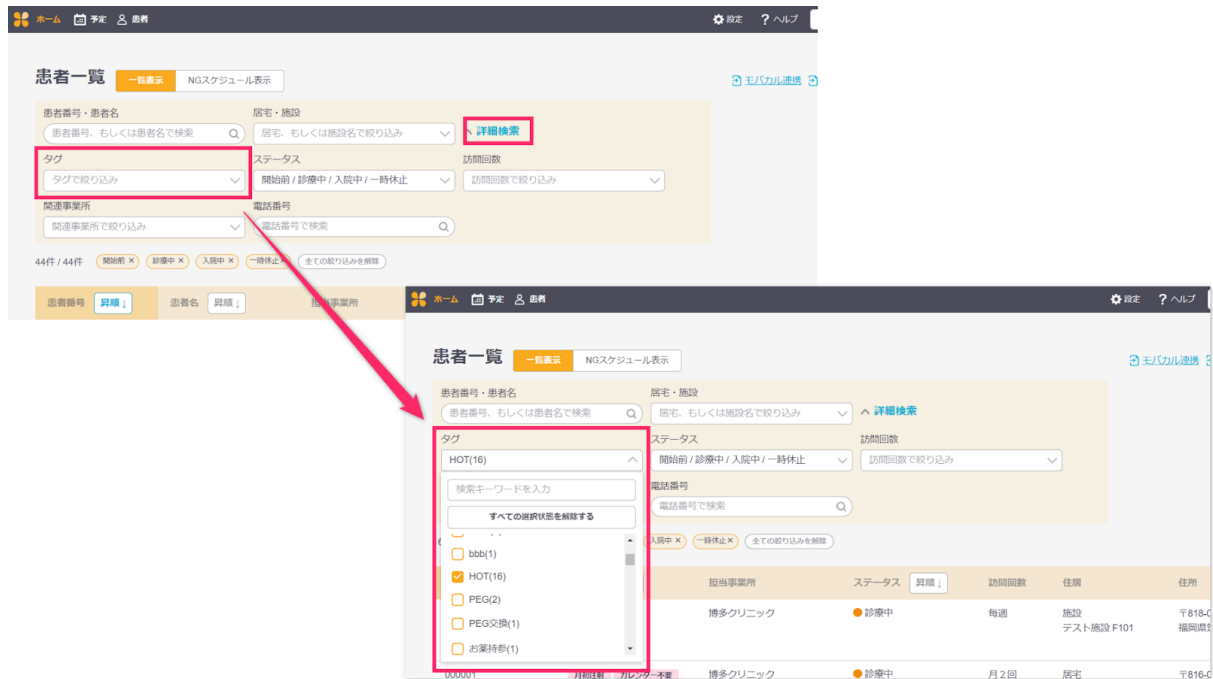 ホーム 予定 患者 設定 ? ヘルプ
患者一覧 一覧表示 NGスケジュール表示 モバカル連携
患者番号・患者名 居宅・施設
患者番号、もしくは患者名で検索 居宅、もしくは施設名で絞り込み 詳細検索
タグ ステータス 訪問回数
タグで絞り込み 開始前 / 診療中 / 入院中 / 一時休止 訪問回数で絞り込み
関連事業所 電話番号
関連事業所で絞り込み 電話番号で検索
44件 / 44件 開始前 × 診療中 × 入院中 × 一時休止 全ての絞り込みを解除
患者番号 昇順↓ 患者名 昇順↓ 担当事業所
ホーム 予定 患者 設定 ? ヘルプ
患者一覧 一覧表示 NGスケジュール表示 モバカル連携
患者番号・患者名 居宅・施設
患者番号、もしくは患者名で検索 居宅、もしくは施設名で絞り込み 詳細検索
タグ ステータス 訪問回数
HOT(16) 開始前 / 診療中 / 入院中 / 一時休止 訪問回数で絞り込み
検索キーワードを入力 電話番号
電話番号で検索
すべての選択状態を解除する
入院中 × 一時休止 × 全ての絞り込みを解除
bbb(1)
HOT(16) 担当事業所 ステータス 昇順↓ 訪問回数 住居 住所
PEG(2) 博多クリニック 診療中 毎週 施設 〒818-0
PEG交換(1) テスト施設 F101 福岡県
お薬持参(1)
000001 月初注射 カレンダー不要 博多クリニック 診療中 月2回 居宅 〒816-0